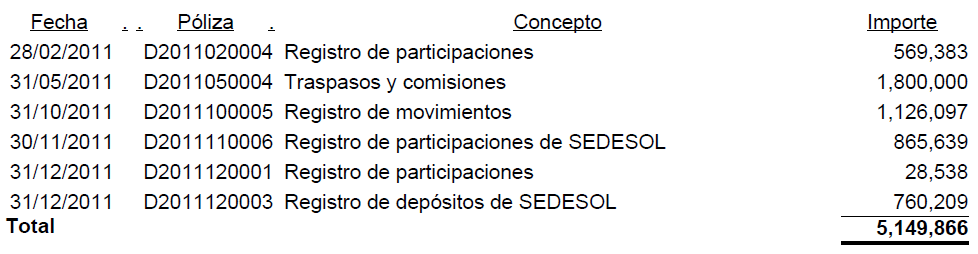 Fecha . . Póliza . Concepto Importe
28/02/2011 D2011020004 Registro de participaciones 569,383
31/05/2011 D2011050004 Traspasos y comisiones 1,800,000
31/10/2011 D2011100005 Registro de movimientos 1,126,097
30/11/2011 D2011110006 Registro de participaciones de SEDESOL 865,639
31/12/2011 D2011120001 Registro de participaciones 28,538
31/12/2011 D2011120003 Registro de depósitos de SEDESOL 760,209
Total 5,149,866